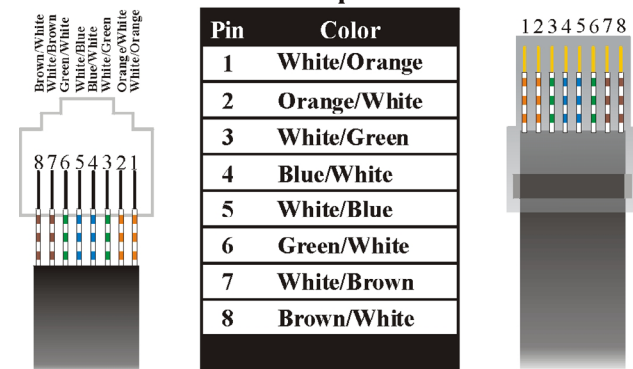 Brown/White
White/Brown
Green/White
White/Blue
Blue/White
White/Green
Orange/White
White/Orange
87654321
Pin Color
1 White/Orange
2 Orange/White
3 White/Green
4 Blue/White
5 White/Blue
6 Green/White
7 White/Brown
8 Brown/White
12345678